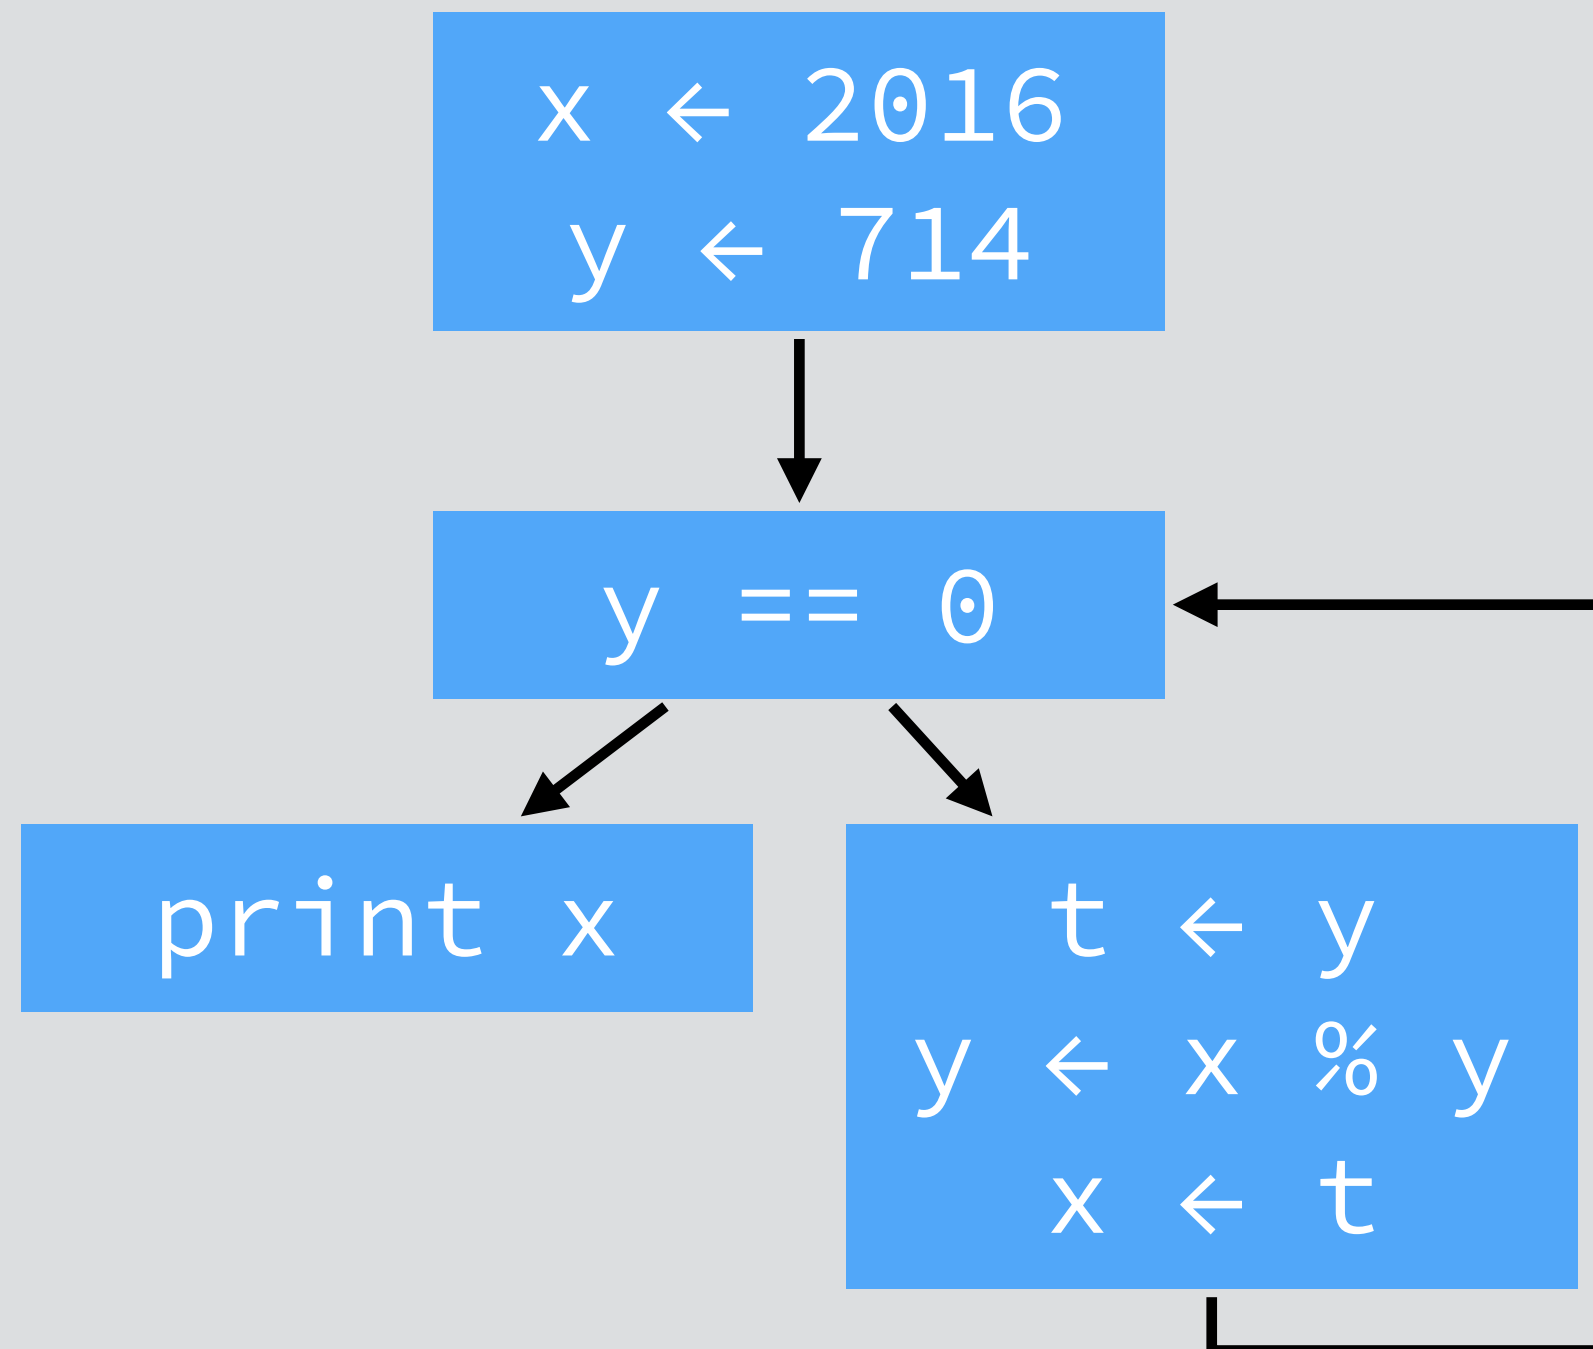 x ← 2016
y ← 714
y == 0
print x
t ← y
y ← x % y
x ← t